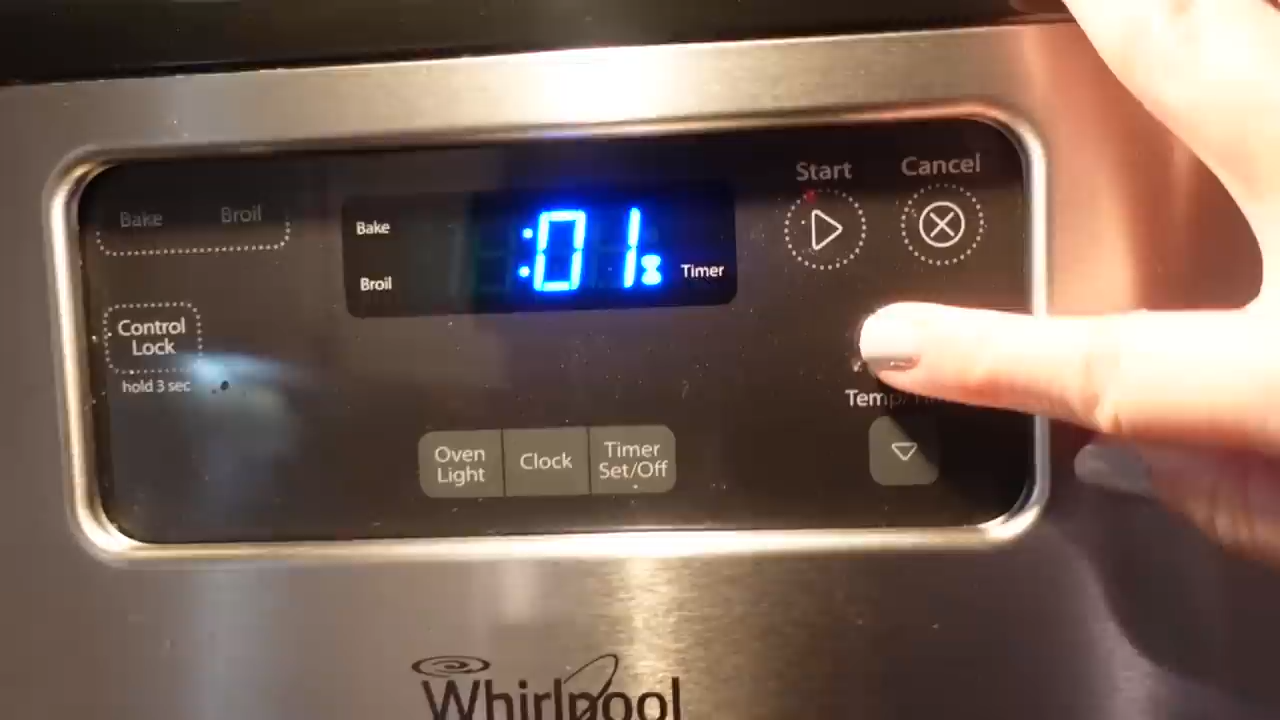 Start Cancel
Bake Broil
Bake
:01
Timer
Broil
Control
Lock
hold 3 sec
Oven
Light
Clock
Timer
Set/Off
Whirlpool